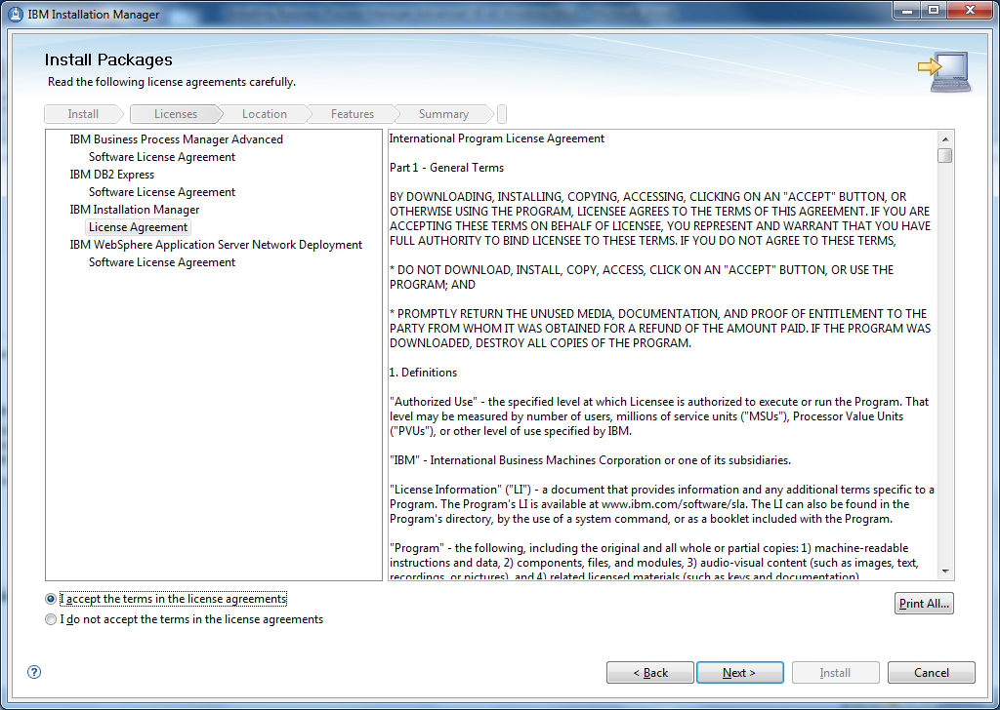 IBM Installation Manager
Install Packages
Read the following license agreements carefully.
Install
Licenses
Location
Features
Summary
IBM Business Process Manager Advanced
Software License Agreement
IBM DB2 Express
Software License Agreement
IBM Installation Manager
License Agreement
IBM WebSphere Application Server Network Deployment
Software License Agreement
International Program License Agreement
Part 1 - General Terms
BY DOWNLOADING, INSTALLING, COPYING, ACCESSING, CLICKING ON AN "ACCEPT" BUTTON, OR
OTHERWISE USING THE PROGRAM, LICENSEE AGREES TO THE TERMS OF THIS AGREEMENT. IF YOU ARE
ACCEPTING THESE TERMS ON BEHALF OF LICENSEE, YOU REPRESENT AND WARRANT THAT YOU HAVE
FULL AUTHORITY TO BIND LICENSEE TO THESE TERMS. IF YOU DO NOT AGREE TO THESE TERMS,
* DO NOT DOWNLOAD, INSTALL, COPY, ACCESS, CLICK ON AN "ACCEPT" BUTTON, OR USE THE
PROGRAM; AND
* PROMPTLY RETURN THE UNUSED MEDIA, DOCUMENTATION, AND PROOF OF ENTITLEMENT TO THE
PARTY FROM WHOM IT WAS OBTAINED FOR A REFUND OF THE AMOUNT PAID. IF THE PROGRAM WAS
DOWNLOADED, DESTROY ALL COPIES OF THE PROGRAM.
1. Definitions
"Authorized Use" - the specified level at which Licensee is authorized to execute or run the Program. That
level may be measured by number of users, millions of service units ("MSUs"), Processor Value Units
("PVUs"), or other level of use specified by IBM.
"IBM" - International Business Machines Corporation or one of its subsidiaries.
"License Information" ("LI") - a document that provides information and any additional terms specific to a
Program. The Program's LI is available at www.ibm.com/software/sla. The LI can also be found in the
Program's directory, by the use of a system command, or as a booklet included with the Program.
"Program" - the following, including the original and all whole or partial copies: 1) machine-readable
instructions and data, 2) components, files, and modules, 3) audio-visual content (such as images, text,
recordings, or pictures), and 4) related licensed materials (such as keys and documentation)
I accept the terms in the license agreements
I do not accept the terms in the license agreements
Print All...
?
< Back
Next >
Install
Cancel